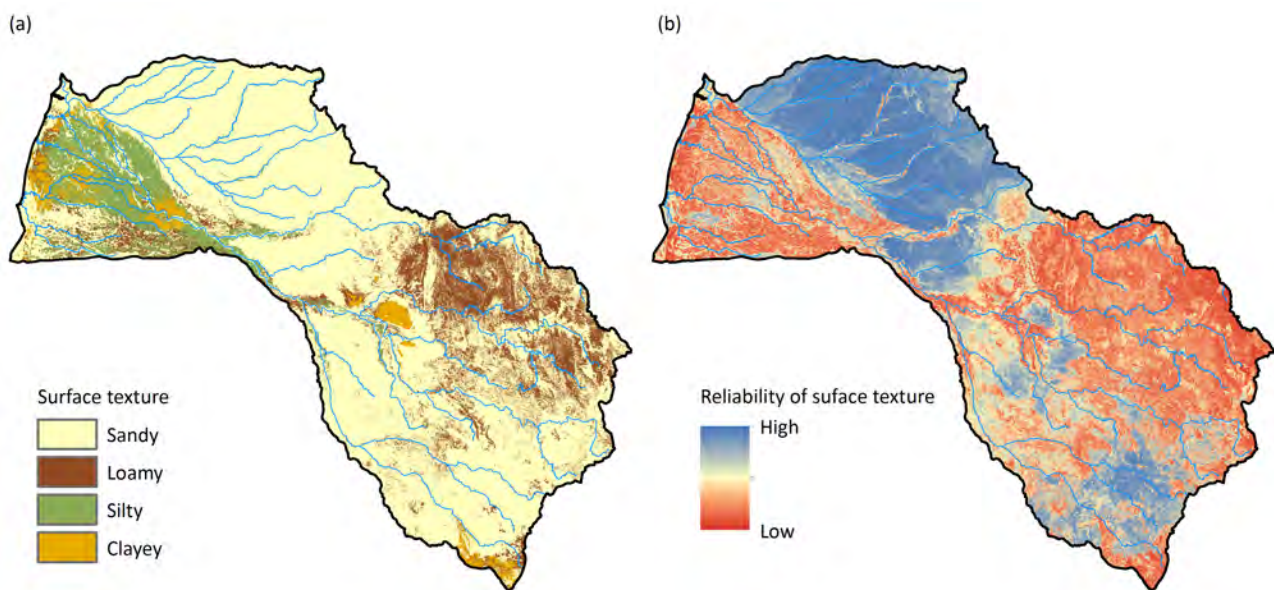 (a)
(b)
Surface texture
Sandy
Loamy
Silty
Clayey
Reliability of suface texture
High
Low